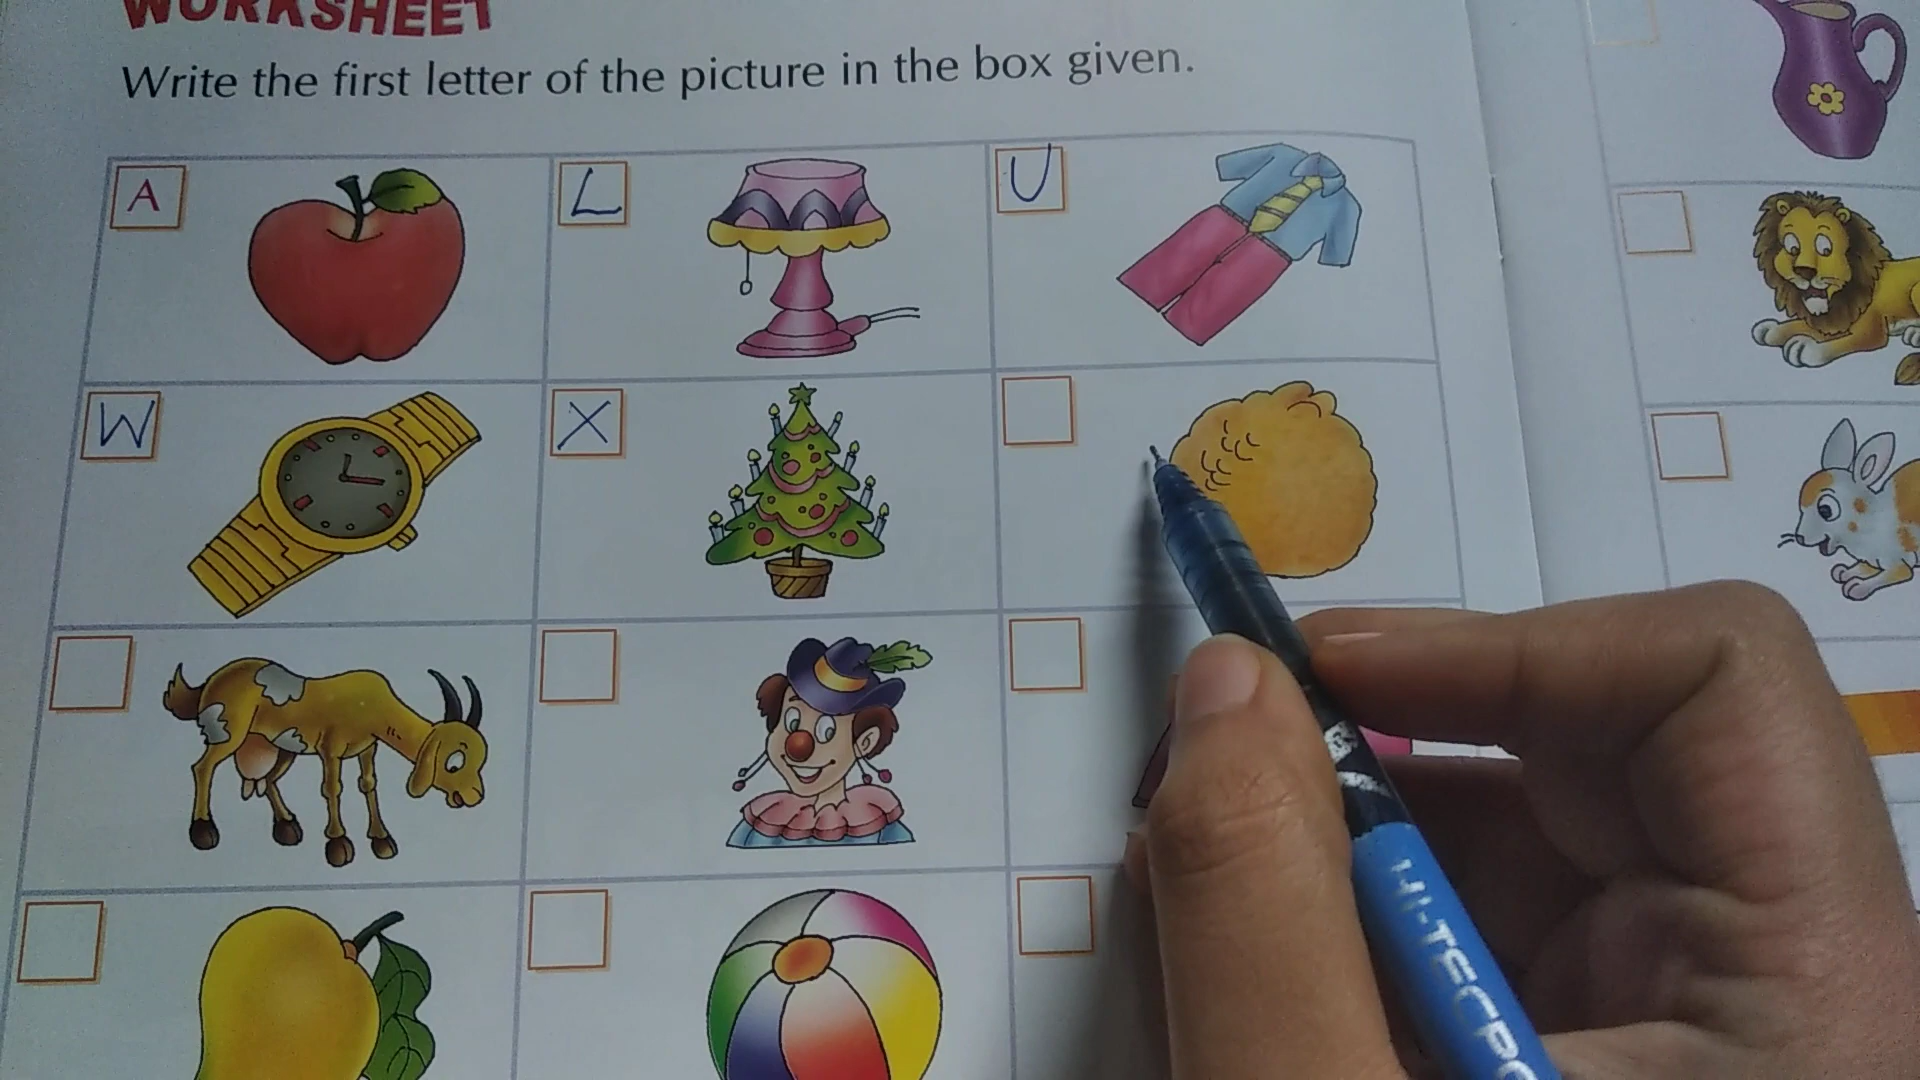 WORKSHEET
Write the first letter of the picture in the box given.
A
L
U
W
X
HI-TECPO